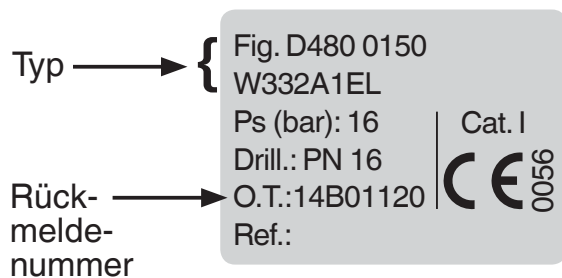 Typ
{
Fig. D480 0150
W332A1EL
Ps (bar): 16
Cat. I
Drill.: PN 16
CE
0056
Rück-
melde-
nummer
O.T.:14B01120
Ref.: